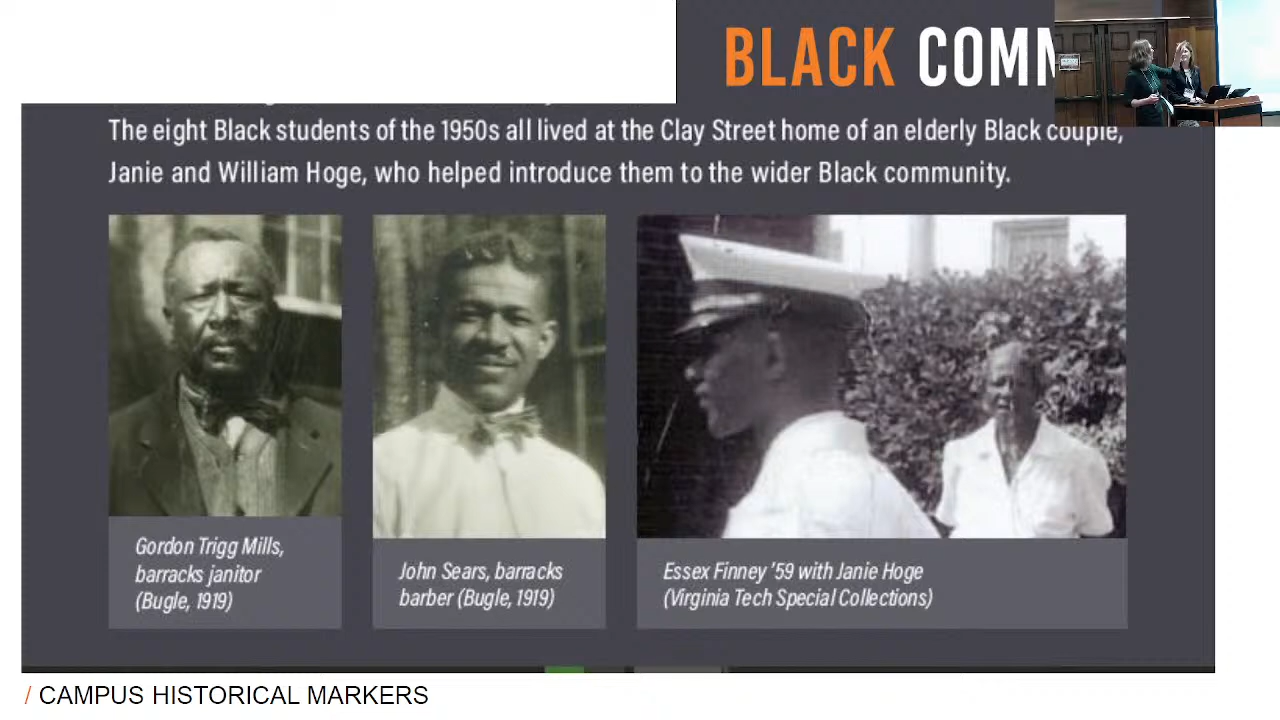 BLACK COMM
The eight Black students of the 1950s all lived at the Clay Street home of an elderly Black couple,
Janie and William Hoge, who helped introduce them to the wider Black community.
Gordon Trigg Mills,
barracks janitor
(Bugle, 1919)
John Sears, barracks
barber (Bugle, 1919)
Essex Finney '59 with Janie Hoge
(Virginia Tech Special Collections)
/ CAMPUS HISTORICAL MARKERS